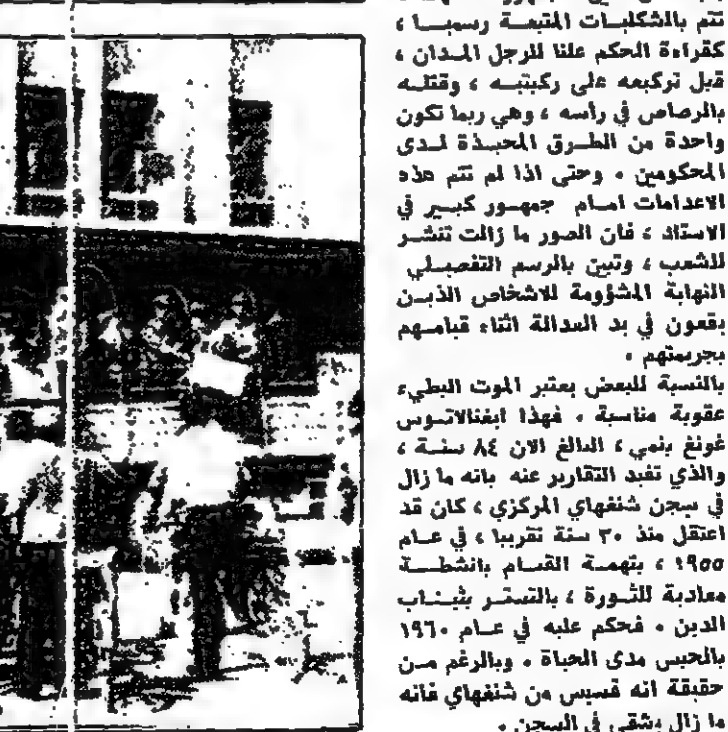 تتم بالشكليات المتبعة رسميا ،
كقراءة الحكم علنا للرجل المدان ،
قبل تركيعه على ركبتيه ، وقتله
بالرصاص في رأسه ، وهي ربما تكون
واحدة من الطرق المحبذة لدى
المحكومين . وحتى اذا لم تتم هذه
الاعدامات امام جمهور كبير في
الاستاد ، فان الصور ما زالت تنشر
للشعب ، وتبين بالرسم التفصيلي
النهاية المشؤومة للاشخاص الذين
يقعون في يد العدالة اثناء قيامهم
بجريمتهم .
بالنسبة للبعض يعتبر الموت البطيء
عقوبة مناسبة . فهذا ايغنالاتوس
غونغ بنمي ، البالغ الان ٨٤ سنة ،
والذي تفيد التقارير عنه بانه ما زال
في سجن شنغهاي المركزي ، كان قد
اعتقل منذ ٣٠ سنة تقريبا ، في عام
١٩٥٥ ، بتهمة القيام بانشطة
معادية للثورة ، بالتستر بثياب
الدين . فحكم عليه في عام ١٩٦٠
بالحبس مدى الحياة . وبالرغم من
حقيقة انه قسيس من شنغهاي فانه
ما زال يشقى في السجن .